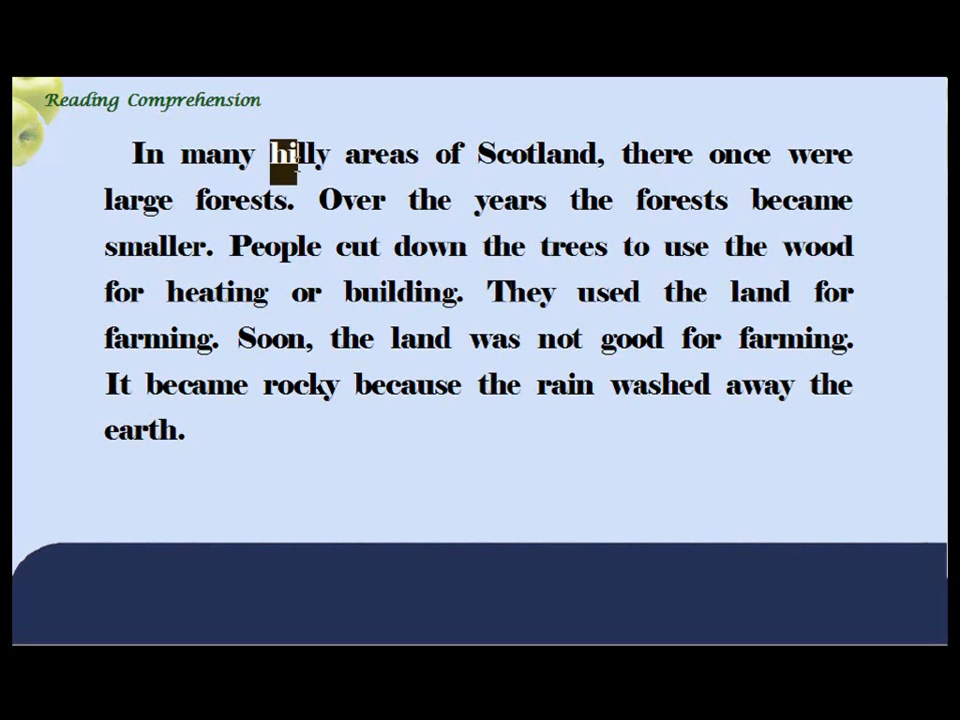 Reading Comprehension
In many hilly areas of Scotland, there once were
large forests. Over the years the forests became
smaller. People cut down the trees to use the wood
for heating or building. They used the land for
farming. Soon, the land was not good for farming.
It became rocky because the rain washed away the
earth.